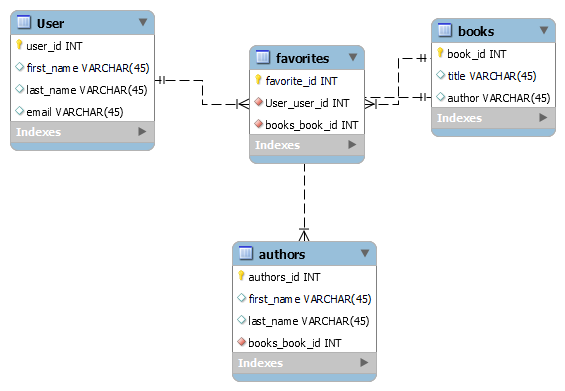 User
user_id INT
first_name VARCHAR(45)
last_name VARCHAR(45)
email VARCHAR(45)
Indexes
favorites
favorite_id INT
User_user_id INT
books_book_id INT
Indexes
books
book_id INT
title VARCHAR(45)
author VARCHAR(45)
Indexes
authors
authors_id INT
first_name VARCHAR(45)
last_name VARCHAR(45)
books_book_id INT
Indexes